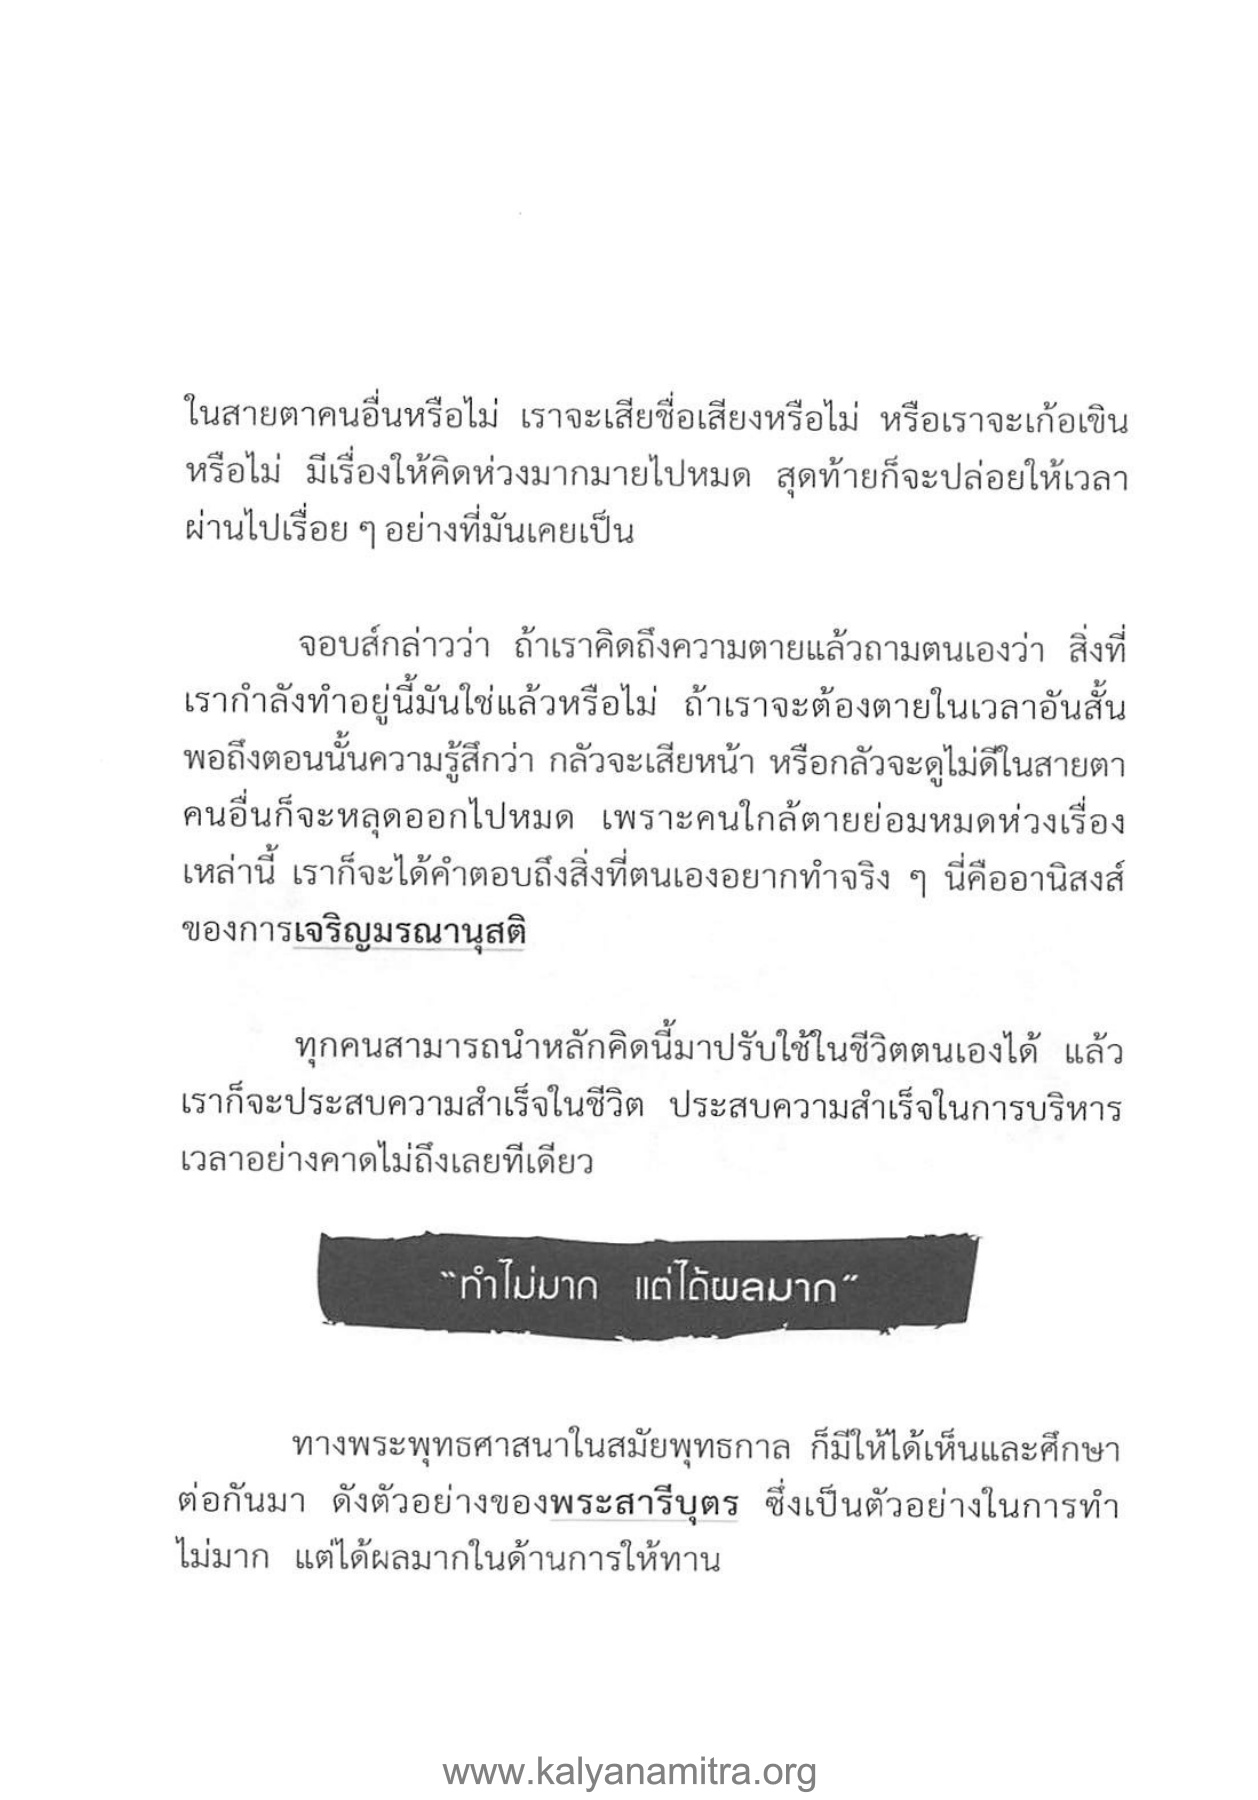 ในสายตาคนอื่นหรือไม่ เราจะเสียชื่อเสียงหรือไม่ หรือเราจะเก้อเขิน
หรือไม่ มีเรื่องให้คิดห่วงมากมายไปหมด สุดท้ายก็จะปล่อยให้เวลา
ผ่านไปเรื่อย ๆ อย่างที่มันเคยเป็น
จอบส์กล่าวว่า ถ้าเราคิดถึงความตายแล้วถามตนเองว่า สิ่งที่
เรากำลังทำอยู่นี้มันใช่แล้วหรือไม่ ถ้าเราจะต้องตายในเวลาอันสั้น
พอถึงตอนนั้นความรู้สึกว่า กลัวจะเสียหน้า หรือกลัวจะดูไม่ดีในสายตา
คนอื่นก็จะหลุดออกไปหมด เพราะคนใกล้ตายย่อมหมดห่วงเรื่อง
เหล่านี้ เราก็จะได้คำตอบถึงสิ่งที่ตนเองอยากทำจริง ๆ นี่คืออานิสงส์
ของการเจริญมรณานุสติ
ทุกคนสามารถนำหลักคิดนี้มาปรับใช้ในชีวิตตนเองได้ แล้ว
เราก็จะประสบความสำเร็จในชีวิต ประสบความสำเร็จในการบริหาร
เวลาอย่างคาดไม่ถึงเลยทีเดียว
“ทำไม่มาก แต่ได้ผลมาก”
ทางพระพุทธศาสนาในสมัยพุทธกาล ก็มีให้ได้เห็นและศึกษา
ต่อกันมา ดังตัวอย่างของพระสารีบุตร ซึ่งเป็นตัวอย่างในการทำ
ไม่มาก แต่ได้ผลมากในด้านการให้ทาน
www.kalyanamitra.org